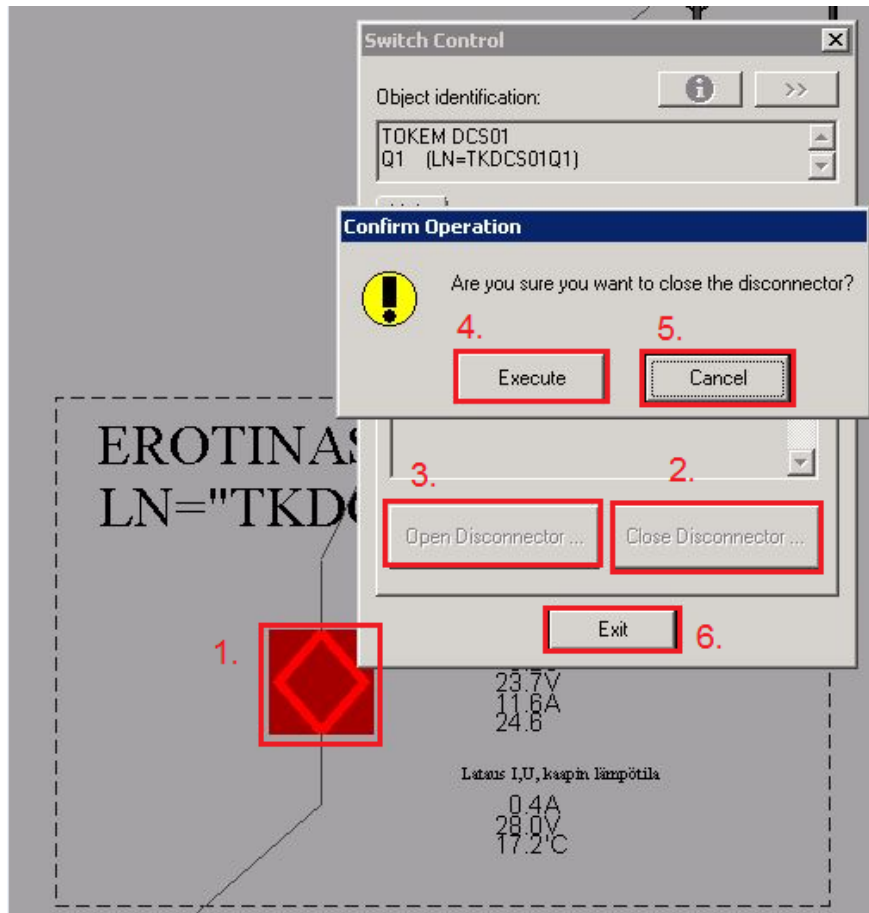 Switch Control
Object identification:
>>
TOKEM DCS01
Q1 (LN=TKDCS01Q1)
Confirm Operation
Are you sure you want to close the disconnector?
4.
5.
Execute
Cancel
EROTINAS
LN="TKDC
3.
2.
Open Disconnector ...
Close Disconnector ...
1.
Exit
6.
23.7V
11.6A
24.6
Lataus I,U, kaapin lämpötila
0.4A
28.0V
17.2'C